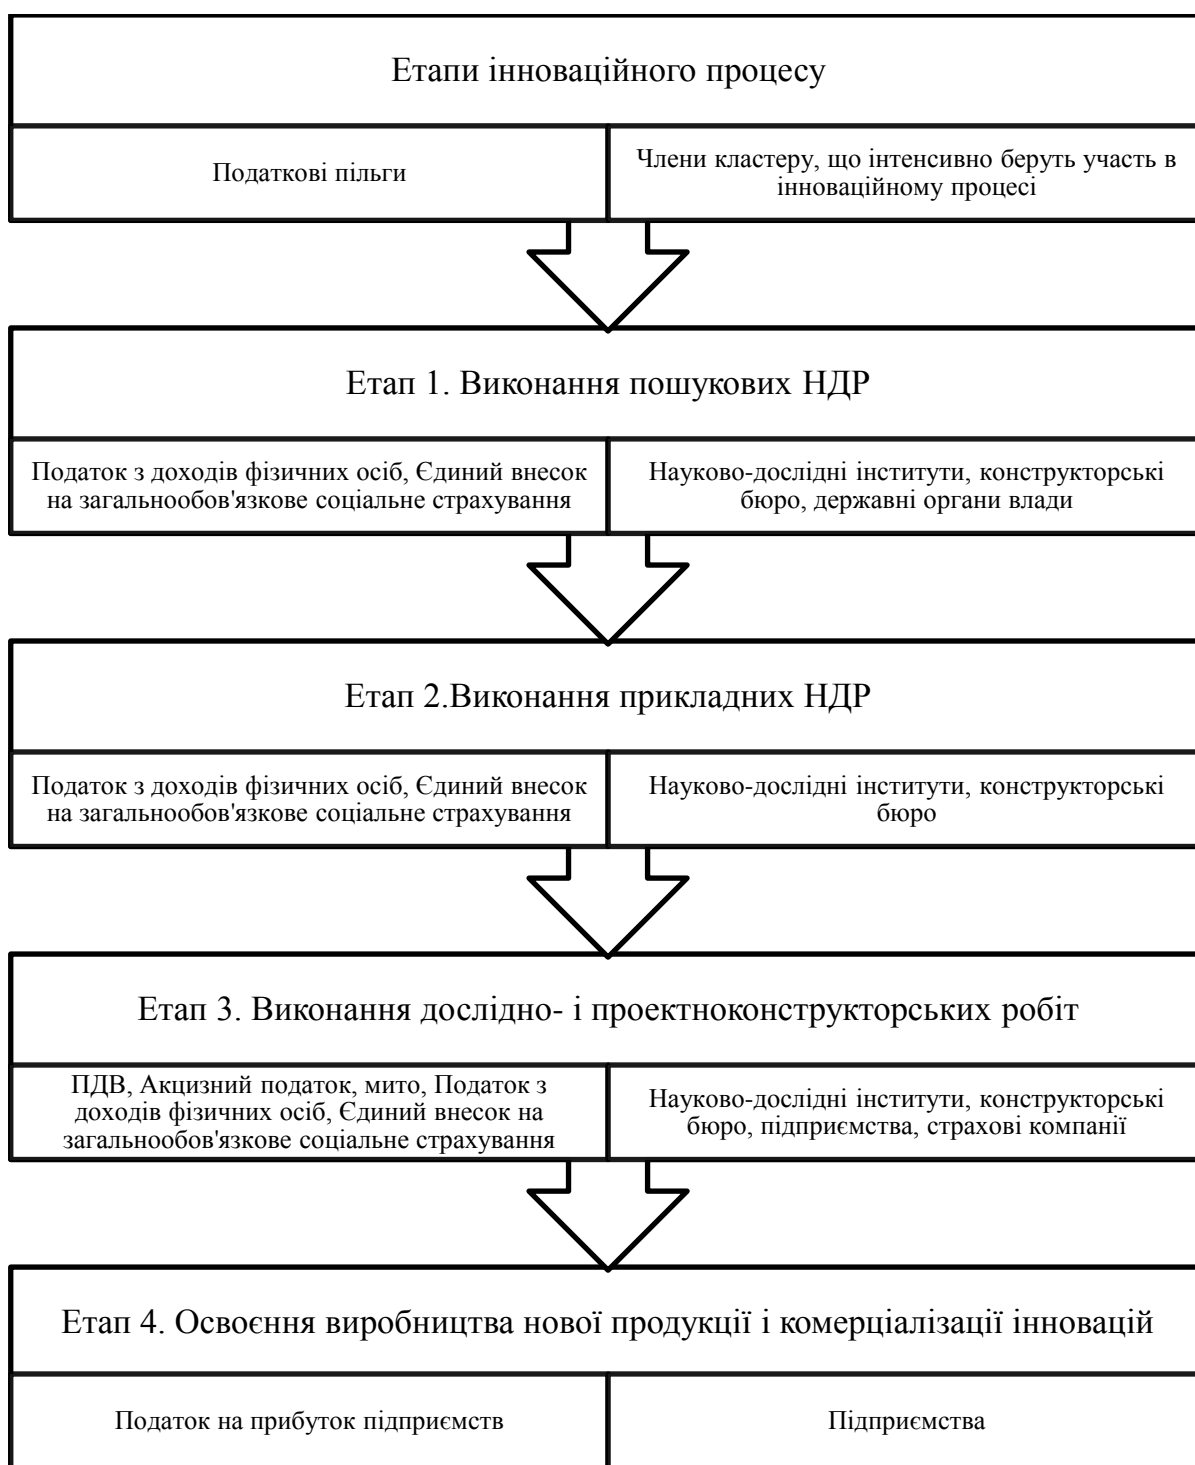 Етапи інноваційного процесу
Податкові пільги
Члени кластеру, що інтенсивно беруть участь в
інноваційному процесі
Етап 1. Виконання пошукових НДР
Податок з доходів фізичних осіб, Єдиний внесок
на загальнообов'язкове соціальне страхування
Науково-дослідні інститути, конструкторські
бюро, державні органи влади
Етап 2.Виконання прикладних НДР
Податок з доходів фізичних осіб, Єдиний внесок
на загальнообов'язкове соціальне страхування
Науково-дослідні інститути, конструкторські
бюро
Етап 3. Виконання дослідно- і проектноконструкторських робіт
ПДВ, Акцизний податок, мито, Податок з
доходів фізичних осіб, Єдиний внесок на
загальнообов'язкове соціальне страхування
Науково-дослідні інститути, конструкторські
бюро, підприємства, страхові компанії
Етап 4. Освоєння виробництва нової продукції і комерціалізації інновацій
Податок на прибуток підприємств
Підприємства